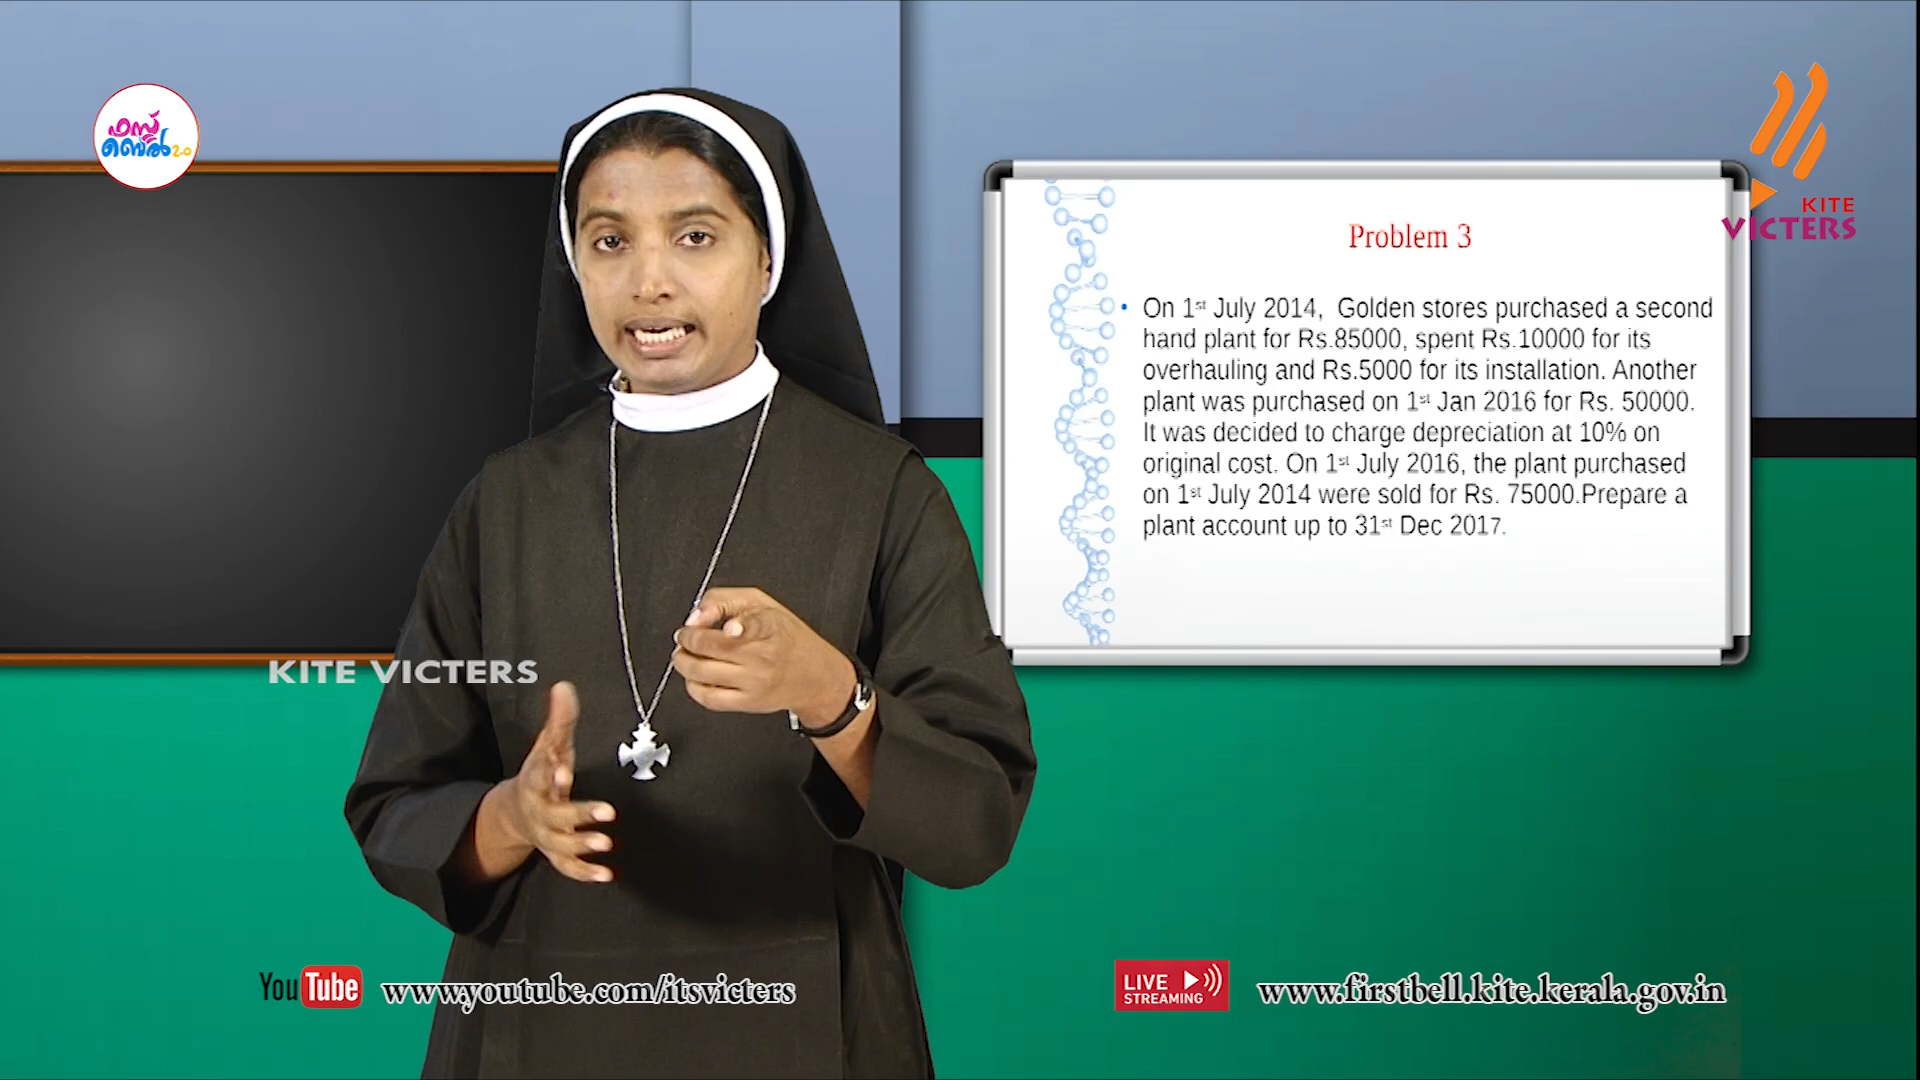 ഫസ്റ്റ്
ബെൽ 2.0
KITE
VICTERS
Problem 3
• On 1st July 2014, Golden stores purchased a second
hand plant for Rs.85000, spent Rs.10000 for its
overhauling and Rs.5000 for its installation. Another
plant was purchased on 1st Jan 2016 for Rs. 50000.
It was decided to charge depreciation at 10% on
original cost. On 1st July 2016, the plant purchased
on 1st July 2014 were sold for Rs. 75000.Prepare a
plant account up to 31st Dec 2017.
KITE VICTERS
YouTube www.youtube.com/itsvicters
LIVE
STREAMING
www.firstbell.kite.kerala.gov.in